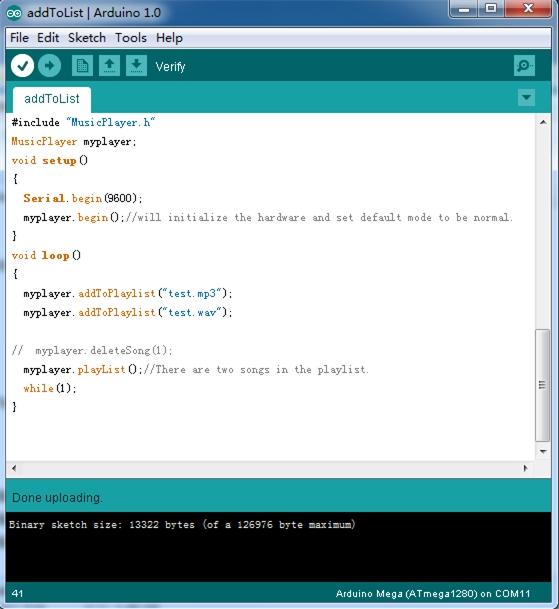 addToList | Arduino 1.0
File Edit Sketch Tools Help
Verify
addToList
#include "MusicPlayer.h"
MusicPlayer myplayer;
void setup()
{
  Serial.begin(9600);
  myplayer.begin();//will initialize the hardware and set default mode to be normal.
}
void loop()
{
  myplayer.addToPlaylist("test.mp3");
  myplayer.addToPlaylist("test.wav");
//  myplayer.deleteSong(1);
  myplayer.playList();//There are two songs in the playlist.
  while(1);
}
Done uploading.
Binary sketch size: 13322 bytes (of a 126976 byte maximum)
41 Arduino Mega (ATmega1280) on COM11